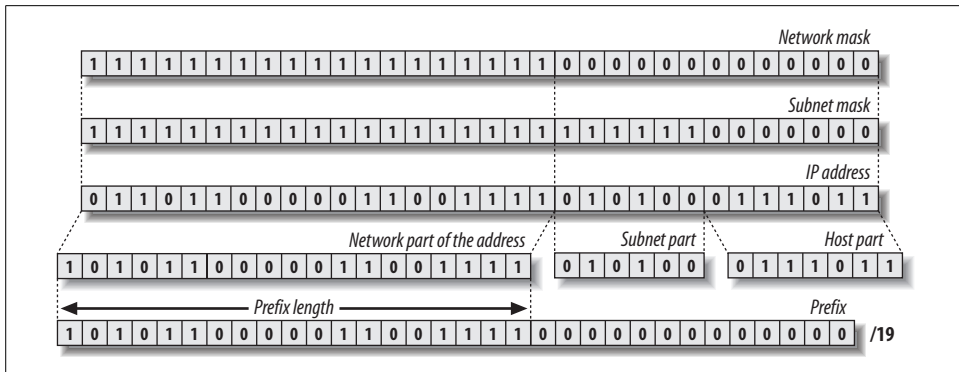 Network mask
1 1 1 1 1 1 1 1 1 1 1 1 1 1 1 1 1 1 1 0 0 0 0 0 0 0 0 0 0 0 0 0
Subnet mask
1 1 1 1 1 1 1 1 1 1 1 1 1 1 1 1 1 1 1 1 1 1 1 1 1 0 0 0 0 0 0 0
IP address
0 1 1 0 1 1 0 0 0 0 0 1 1 0 0 1 1 1 1 0 1 0 1 0 0 0 1 1 1 0 1 1
Network part of the address
Subnet part
Host part
1 0 1 0 1 1 0 0 0 0 0 1 1 0 0 1 1 1 1
0 1 0 1 0 0
0 1 1 1 0 1 1
Prefix length
Prefix
1 0 1 0 1 1 0 0 0 0 0 1 1 0 0 1 1 1 1 0 0 0 0 0 0 0 0 0 0 0 0 0 /19